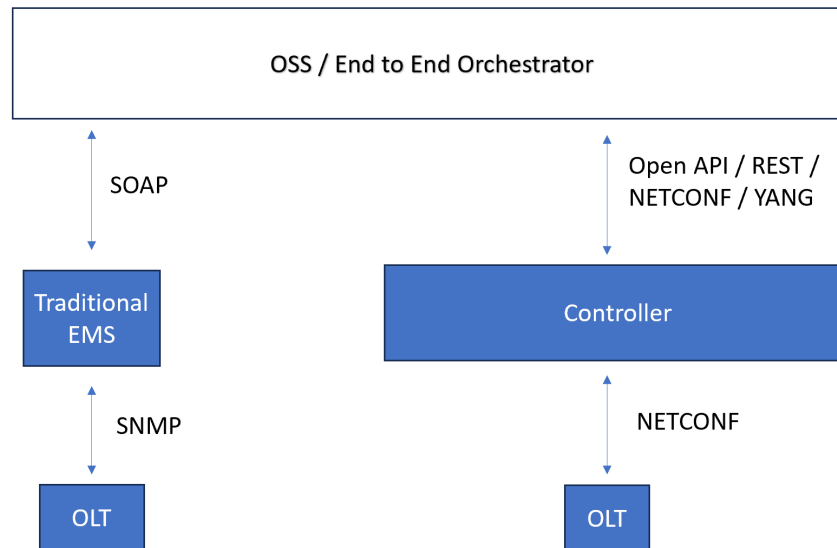 OSS / End to End Orchestrator
SOAP
Open API / REST /
NETCONF / YANG
Traditional
EMS
Controller
SNMP
NETCONF
OLT
OLT